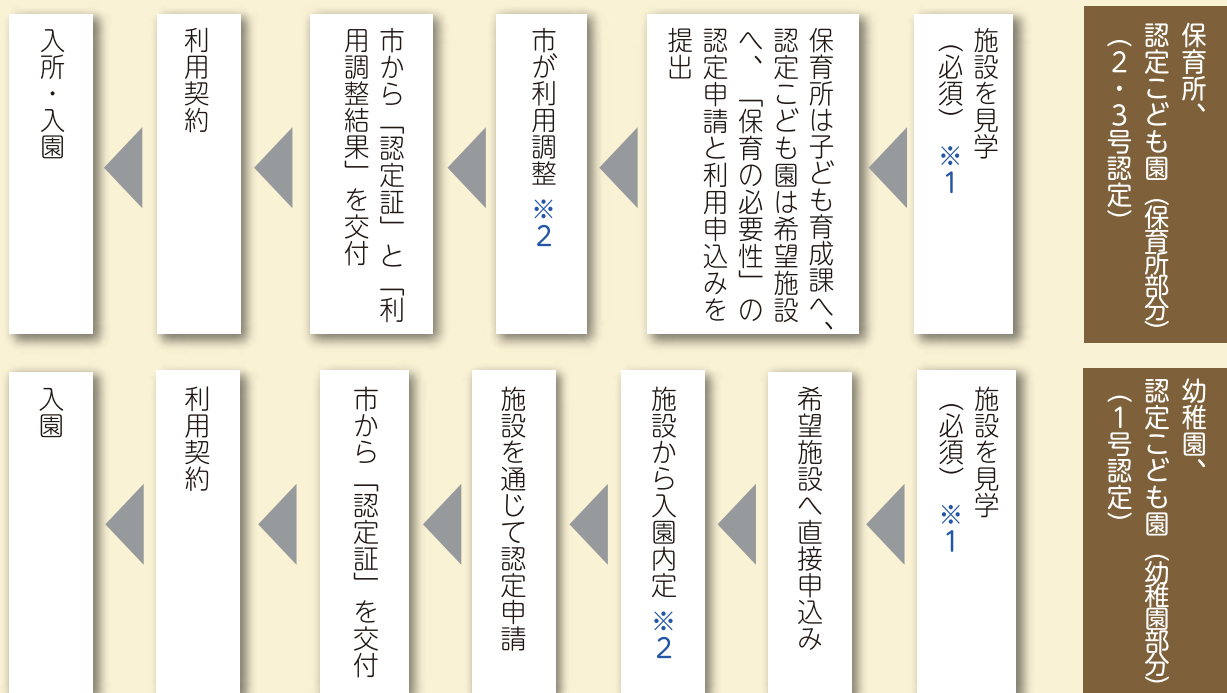 保育所、
認定こども園（保育所部分）
（２・３号認定）
施設を見学
（必須）※1
保育所は子ども育成課へ、
認定こども園は希望施設
へ、「保育の必要性」の
認定申請と利用申込みを
提出
市が利用調整 ※2
市から「認定証」と「利
用調整結果」を交付
利用契約
入所・入園
幼稚園、
認定こども園（幼稚園部分）
（１号認定）
施設を見学
（必須）※1
希望施設へ直接申込み
施設から入園内定 ※2
施設を通じて認定申請
市から「認定証」を交付
利用契約
入園